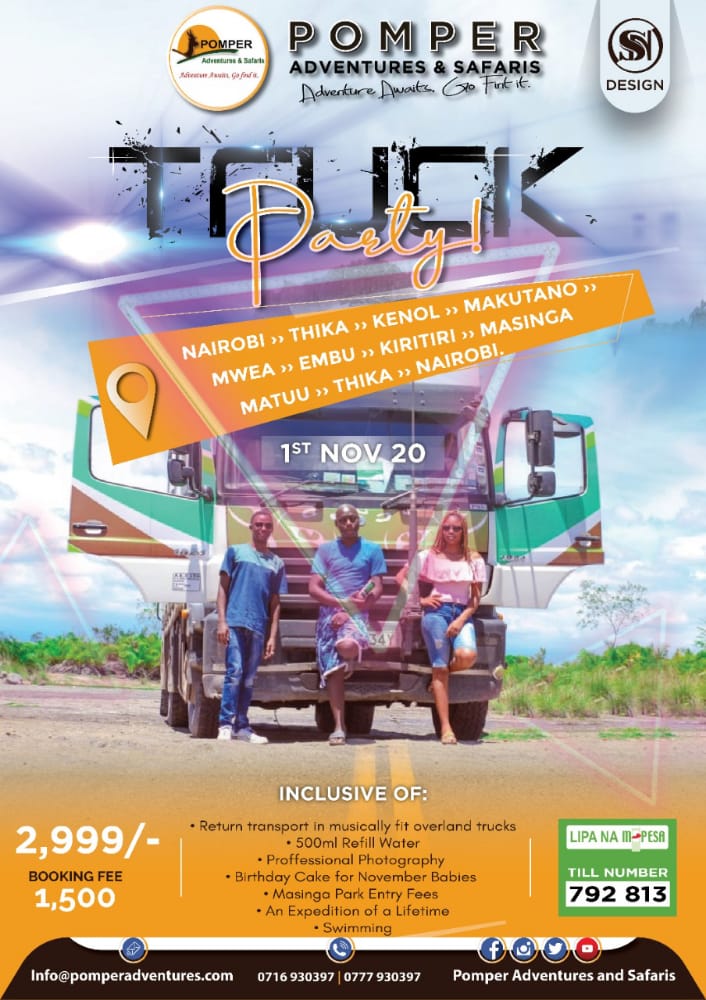 POMPER
Adventures & Safaris
Adventure Awaits, Go find it.
POMPER
ADVENTURES & SAFARIS
Adventure Awaits. Go Fint it.
SN
DESIGN
TRUCK
Party!
NAIROBI ›› THIKA ›› KENOL ›› MAKUTANO ››
MWEA ›› EMBU ›› KIRITIRI ›› MASINGA
MATUU ›› THIKA ›› NAIROBI.
1ST NOV 20
34Y
INCLUSIVE OF:
2,999/-
BOOKING FEE
1,500
• Return transport in musically fit overland trucks
• 500ml Refill Water
• Proffessional Photography
• Birthday Cake for November Babies
• Masinga Park Entry Fees
• An Expedition of a Lifetime
• Swimming
LIPA NA M-PESA
TILL NUMBER
792 813
Info@pomperadventures.com
0716 930397 | 0777 930397
Pomper Adventures and Safaris